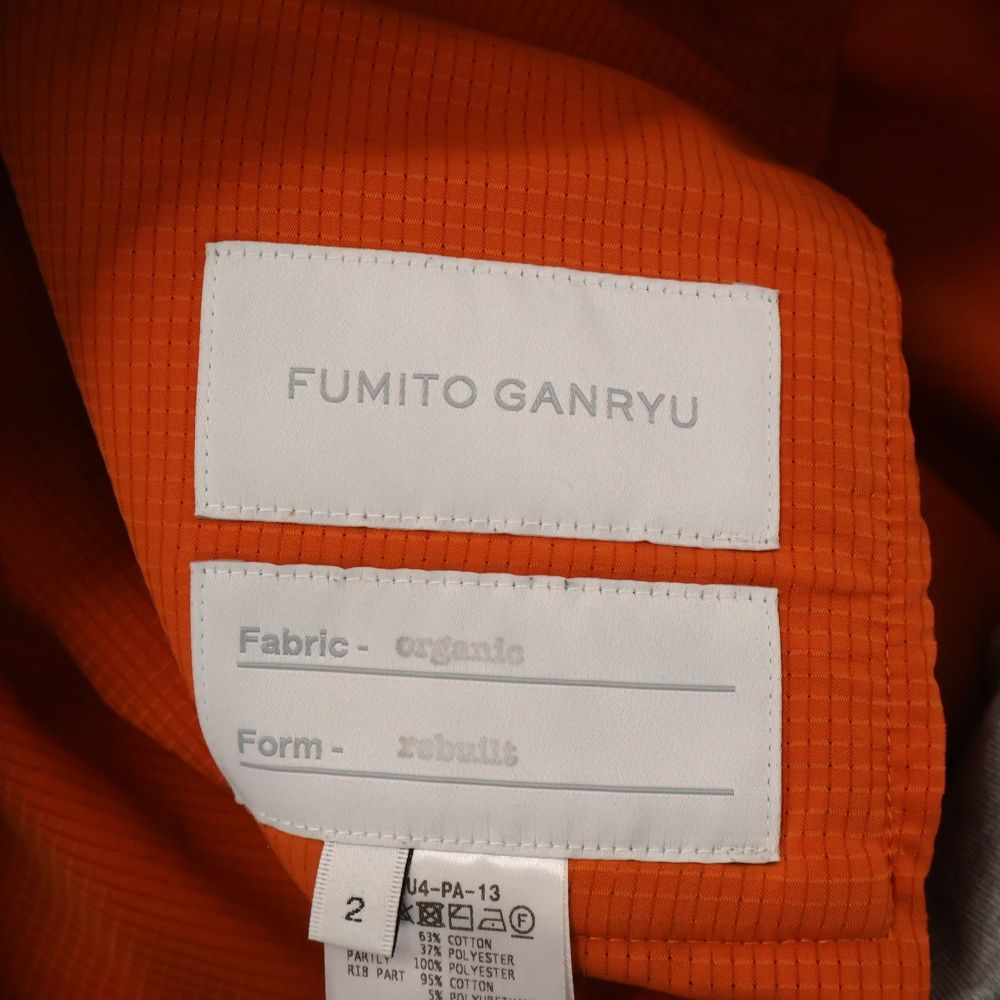 FUMITO GANRYU
Fabric - organic
Form - rebuilt
2
U4-PA-13
F
63% COTTON
37% POLYESTER
PARTLY 100% POLYESTER
RIB PART 95% COTTON
5%